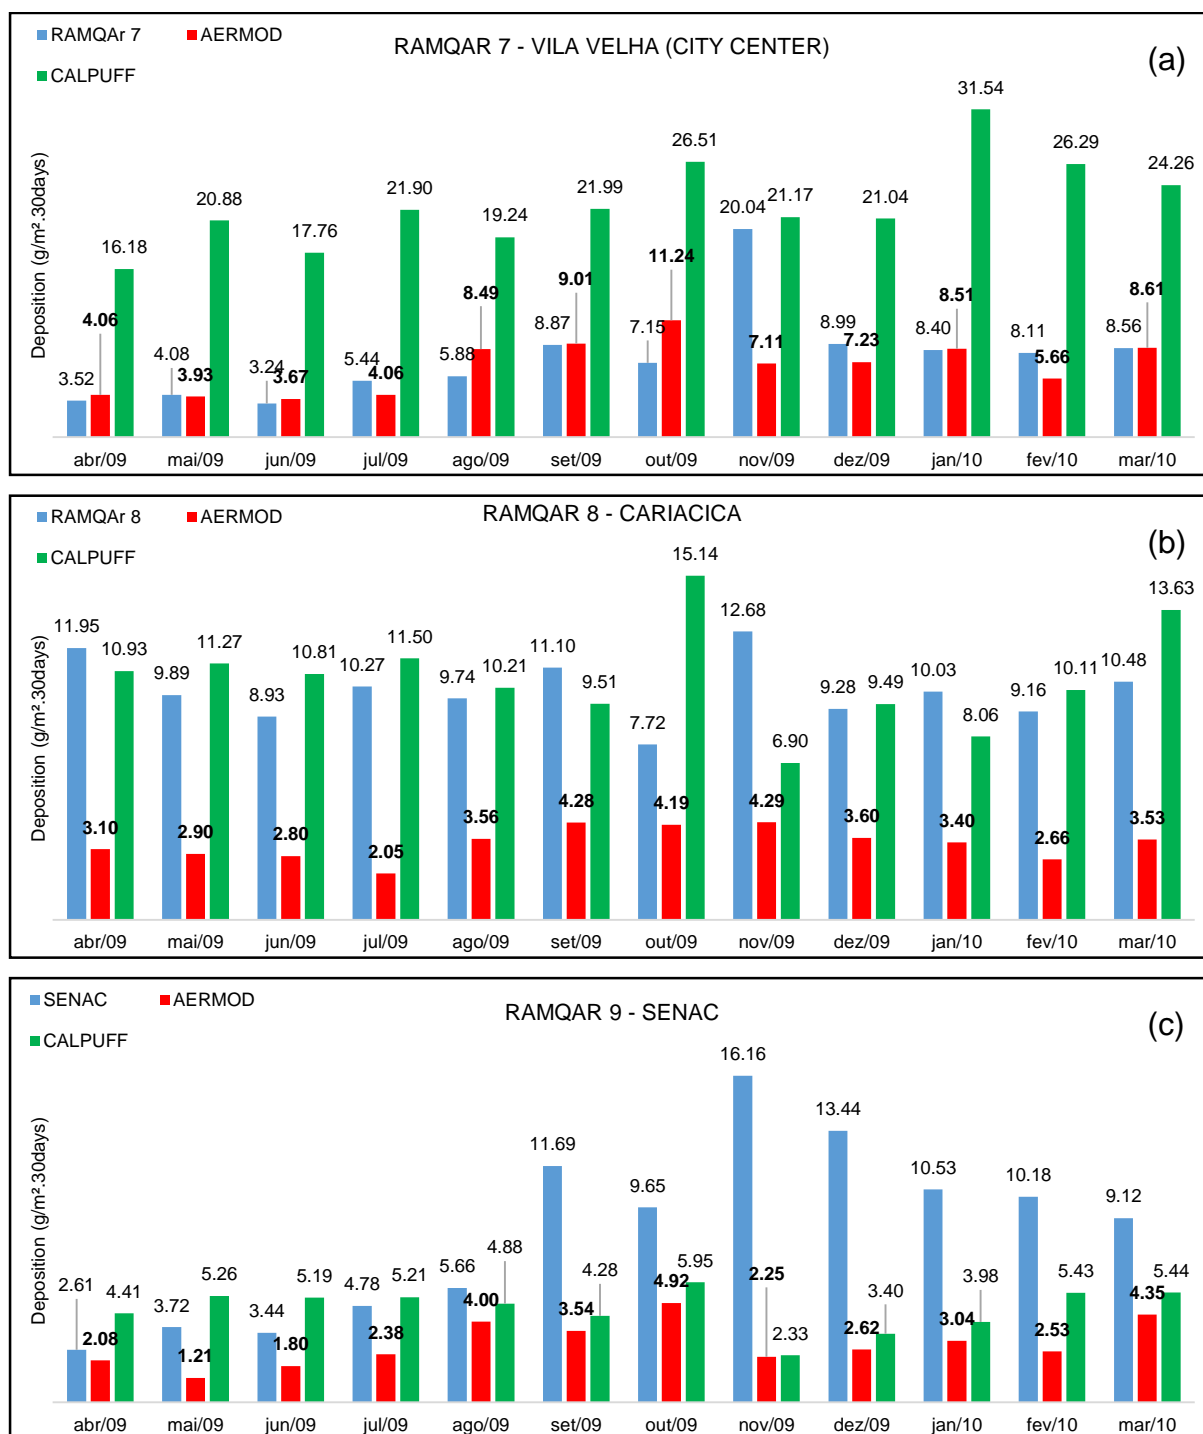 RAMQAr 7 AERMOD
CALPUFF
RAMQAR 7 - VILA VELHA (CITY CENTER)
(a)
Deposition (g/m².30days)
3.52 4.06 16.18
4.08 3.93 20.88
3.24 3.67 17.76
5.44 4.06 21.90
5.88 8.49 19.24
8.87 9.01 21.99
7.15 11.24 26.51
20.04 7.11 21.17
8.99 7.23 21.04
8.40 8.51 31.54
8.11 5.66 26.29
8.56 8.61 24.26
abr/09 mai/09 jun/09 jul/09 ago/09 set/09 out/09 nov/09 dez/09 jan/10 fev/10 mar/10
RAMQAr 8 AERMOD
CALPUFF
RAMQAR 8 - CARIACICA
(b)
Deposition (g/m².30days)
11.95 3.10 10.93
9.89 2.90 11.27
8.93 2.80 10.81
10.27 2.05 11.50
9.74 3.56 10.21
11.10 4.28 9.51
7.72 4.19 15.14
12.68 4.29 6.90
9.28 3.60 9.49
10.03 3.40 8.06
9.16 2.66 10.11
10.48 3.53 13.63
abr/09 mai/09 jun/09 jul/09 ago/09 set/09 out/09 nov/09 dez/09 jan/10 fev/10 mar/10
SENAC AERMOD
CALPUFF
RAMQAR 9 - SENAC
(c)
Deposition (g/m².30days)
2.61 2.08 4.41
3.72 1.21 5.26
3.44 1.80 5.19
4.78 2.38 5.21
5.66 4.00 4.88
11.69 3.54 4.28
9.65 4.92 5.95
16.16 2.25 2.33
13.44 2.62 3.40
10.53 3.04 3.98
10.18 2.53 5.43
9.12 4.35 5.44
abr/09 mai/09 jun/09 jul/09 ago/09 set/09 out/09 nov/09 dez/09 jan/10 fev/10 mar/10